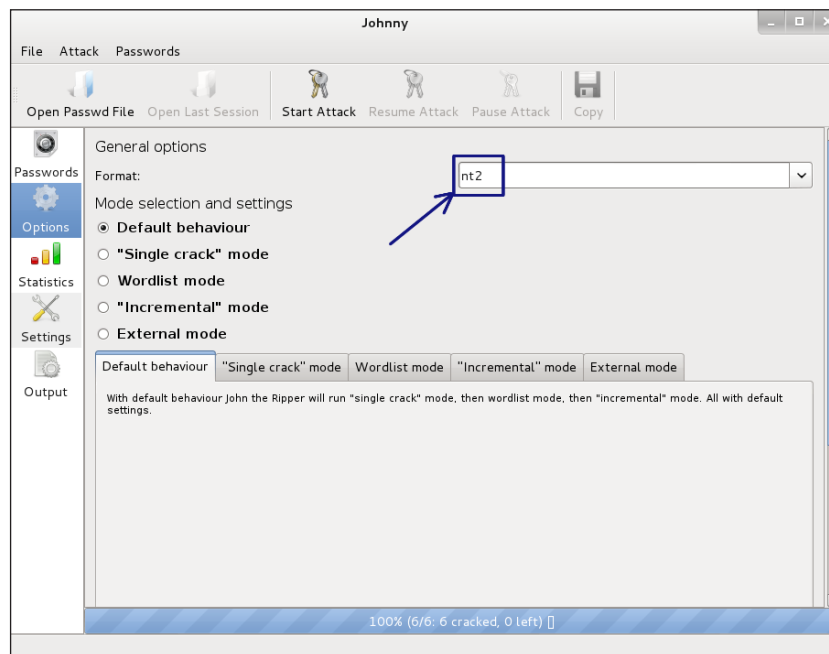 Johnny
File Attack Passwords
Open Passwd File Open Last Session Start Attack Resume Attack Pause Attack Copy
Passwords
Options
Statistics
Settings
Output
General options
Format: nt2
Mode selection and settings
Default behaviour
"Single crack" mode
Wordlist mode
"Incremental" mode
External mode
Default behaviour "Single crack" mode Wordlist mode "Incremental" mode External mode
With default behaviour John the Ripper will run "single crack" mode, then wordlist mode, then "incremental" mode. All with default
settings.
100% (6/6: 6 cracked, 0 left) []